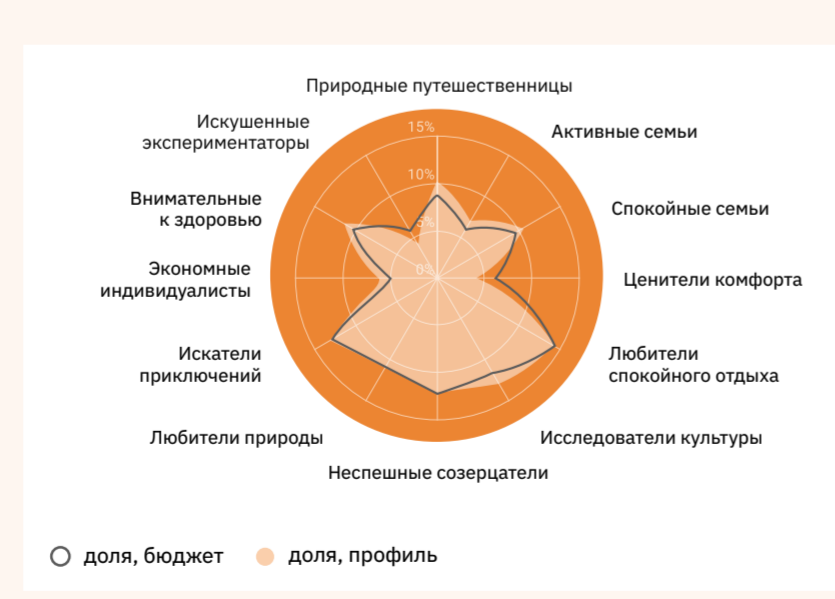 Природные путешественницы
Искушенные
экспериментаторы
15%
Активные семьи
10%
Внимательные
к здоровью
Спокойные семьи
5%
Экономные
индивидуалисты
0%
Ценители комфорта
Искатели
приключений
Любители
спокойного отдыха
Любители природы
Исследователи культуры
Неспешные созерцатели
доля, бюджет
доля, профиль